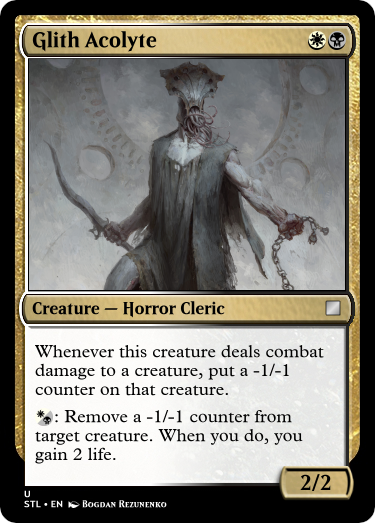 Glith Acolyte
Creature — Horror Cleric
Whenever this creature deals combat
damage to a creature, put a -1/-1
counter on that creature.
: Remove a -1/-1 counter from
target creature. When you do, you
gain 2 life.
2/2
U
STL • EN Bogdan Rezunenko